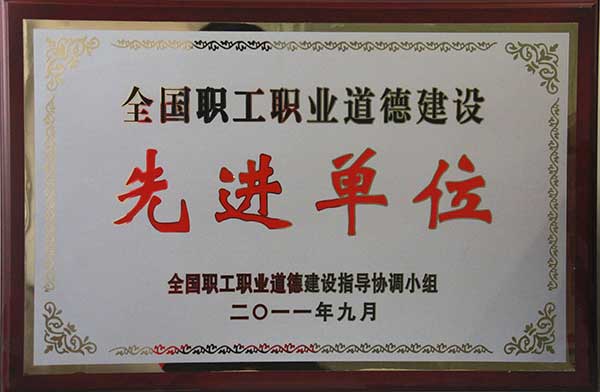 全国职工职业道德建设
先进单位
全国职工职业道德建设指导协调小组
二〇一一年九月